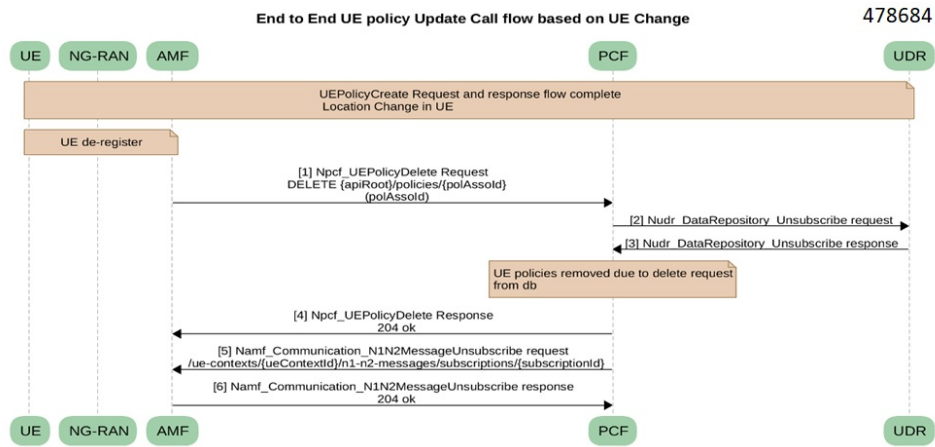 End to End UE policy Update Call flow based on UE Change
478684
UE NG-RAN AMF PCF UDR
UEPolicyCreate Request and response flow complete
Location Change in UE
UE de-register
[1] Npcf_UEPolicyDelete Request
DELETE {apiRoot}/policies/{polAssoId}
(polAssoId)
[2] Nudr_DataRepository_Unsubscribe request
[3] Nudr_DataRepository_Unsubscribe response
UE policies removed due to delete request
from db
[4] Npcf_UEPolicyDelete Response
204 ok
[5] Namf_Communication_N1N2MessageUnsubscribe request
/ue-contexts/{ueContextId}/n1-n2-messages/subscriptions/{subscriptionId}
[6] Namf_Communication_N1N2MessageUnsubscribe response
204 ok
UE NG-RAN AMF PCF UDR